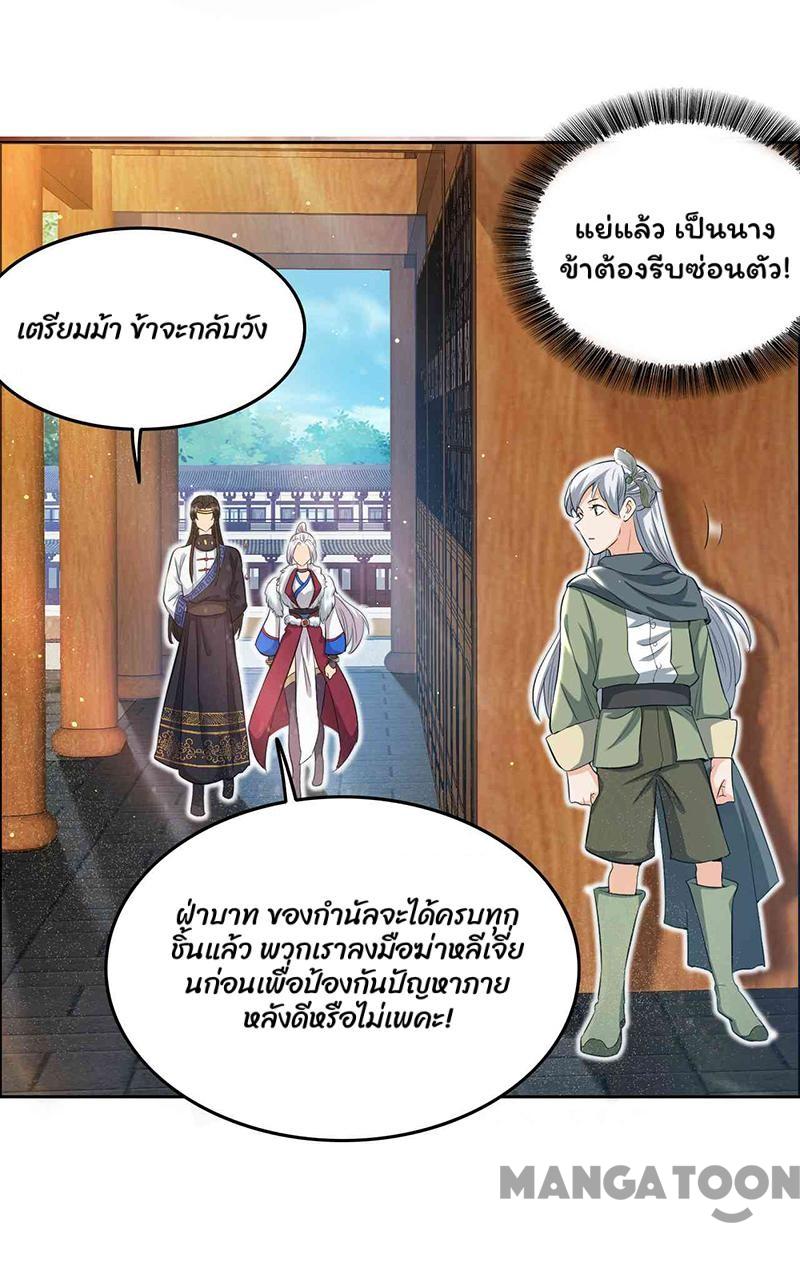 แย่แล้ว เป็นนาง
ข้าต้องรีบซ่อนตัว!
เตรียมม้า ข้าจะกลับวัง
ฝ่าบาท ของกำนัลจะได้ครบทุก
ชิ้นแล้ว พวกเราลงมือฆ่าหลีเจี่ย
นก่อนเพื่อป้องกันปัญหาภาย
หลังดีหรือไม่เพคะ!
MANGATOON